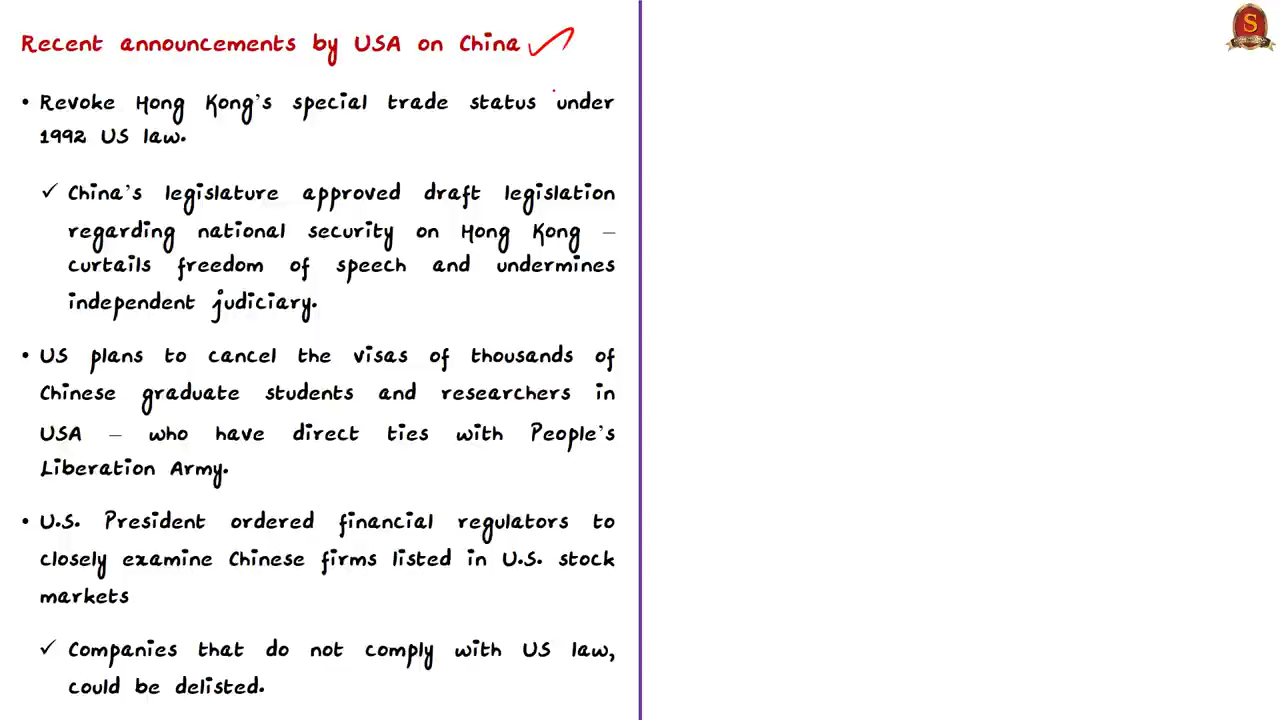 Recent announcements by USA on China
• Revoke Hong Kong's special trade status under
1992 US law.
✓ China's legislature approved draft legislation
regarding national security on Hong Kong –
curtails freedom of speech and undermines
independent judiciary.
• US plans to cancel the visas of thousands of
Chinese graduate students and researchers in
USA – who have direct ties with People's
Liberation Army.
• U.S. President ordered financial regulators to
closely examine Chinese firms listed in U.S. stock
markets
✓ Companies that do not comply with US law,
could be delisted.
S